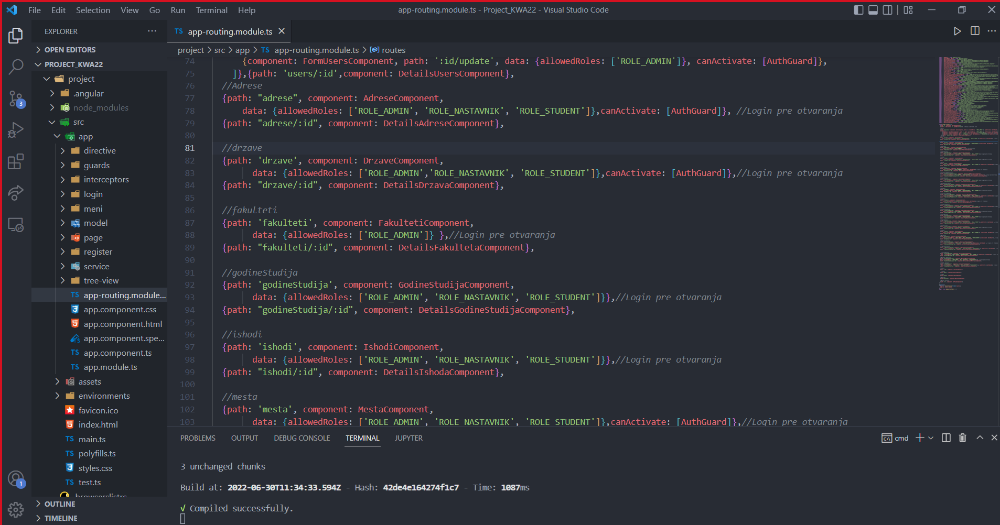 File Edit Selection View Go Run Terminal Help
app-routing.module.ts - Project_KWA22 - Visual Studio Code
EXPLORER
OPEN EDITORS
PROJECT_KWA22
project
.angular
node_modules
src
app
directive
guards
interceptors
login
meni
model
page
register
service
tree-view
TS app-routing.module...
app.component.css
app.component.html
app.component.spe...
TS app.component.ts
TS app.module.ts
assets
environments
favicon.ico
index.html
TS main.ts
TS polyfills.ts
styles.css
TS test.ts
.browserslistrc
OUTLINE
TIMELINE
3
1
TS app-routing.module.ts
project > src > app > TS app-routing.module.ts > routes
74 {component: FormUsersComponent, path: ':id/update', data: {allowedRoles: ['ROLE_ADMIN']}, canActivate: [AuthGuard]},
75 ]},{path: 'users/:id',component: DetailsUsersComponent},
76 //Adrese
77 {path: "adrese", component: AdreseComponent,
78 data: {allowedRoles: ['ROLE_ADMIN', 'ROLE_NASTAVNIK', 'ROLE_STUDENT']},canActivate: [AuthGuard]}, //Login pre otvaranja
79 {path: "adrese/:id", component: DetailsAdreseComponent},
80
81 //drzave
82 {path: 'drzave', component: DrzaveComponent,
83 data: {allowedRoles: ['ROLE_ADMIN','ROLE_NASTAVNIK', 'ROLE_STUDENT']},canActivate: [AuthGuard]},//Login pre otvaranja
84 {path: "drzave/:id", component: DetailsDrzavaComponent},
85
86 //fakulteti
87 {path: 'fakulteti', component: FakultetiComponent,
88 data: {allowedRoles: ['ROLE_ADMIN']} },//Login pre otvaranja
89 {path: "fakulteti/:id", component: DetailsFakultetaComponent},
90
91 //godineStudija
92 {path: 'godineStudija', component: GodineStudijaComponent,
93 data: {allowedRoles: ['ROLE_ADMIN', 'ROLE_NASTAVNIK', 'ROLE_STUDENT']}},//Login pre otvaranja
94 {path: "godineStudija/:id", component: DetailsGodineStudijaComponent},
95
96 //ishodi
97 {path: 'ishodi', component: IshodiComponent,
98 data: {allowedRoles: ['ROLE_ADMIN', 'ROLE_NASTAVNIK', 'ROLE_STUDENT']}},//Login pre otvaranja
99 {path: "ishodi/:id", component: DetailsIshodaComponent},
100
101 //mesta
102 {path: 'mesta', component: MestaComponent,
103 data: {allowedRoles: ['ROLE_ADMIN', 'ROLE_NASTAVNIK', 'ROLE_STUDENT']},canActivate: [AuthGuard]},//Login pre otvaranja
PROBLEMS OUTPUT DEBUG CONSOLE TERMINAL JUPYTER
cmd
3 unchanged chunks
Build at: 2022-06-30T11:34:33.594Z - Hash: 42de4e164274f1c7 - Time: 1087ms
√ Compiled successfully.